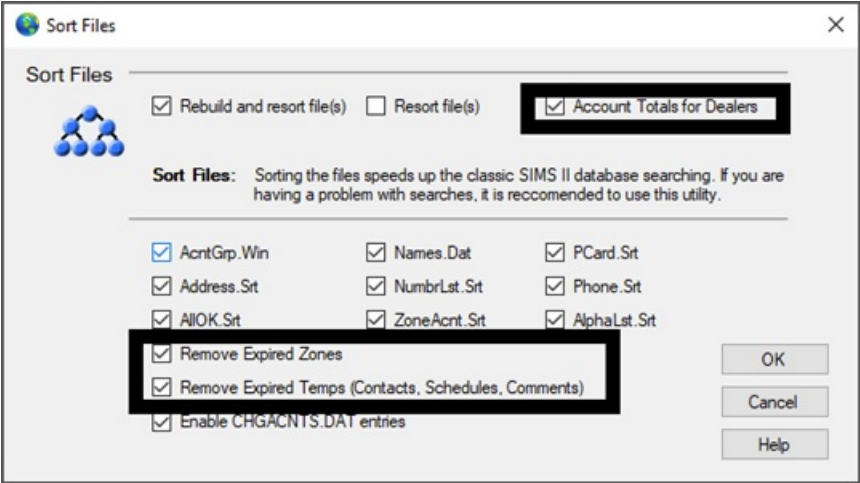 Sort Files
Sort Files
Rebuild and resort file(s) Resort file(s) Account Totals for Dealers
Sort Files: Sorting the files speeds up the classic SIMS II database searching. If you are
having a problem with searches, it is reccomended to use this utility.
AcntGrp.Win Names.Dat PCard.Srt
Address.Srt NumbrLst.Srt Phone.Srt
AllOK.Srt ZoneAcnt.Srt AlphaLst.Srt
Remove Expired Zones
OK
Remove Expired Temps (Contacts, Schedules, Comments)
Cancel
Enable CHGACNTS.DAT entries
Help